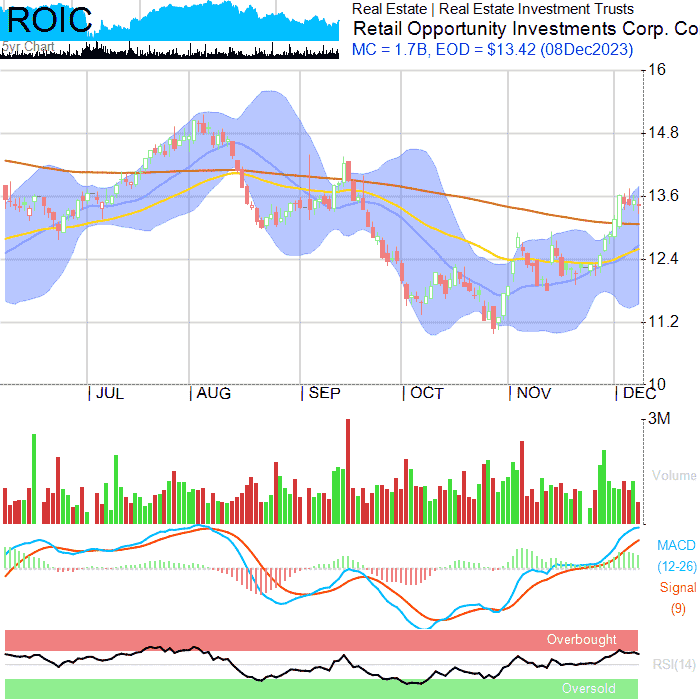 ROIC
5yr Chart
Real Estate | Real Estate Investment Trusts
Retail Opportunity Investments Corp. Co
MC = 1.7B, EOD = $13.42 (08Dec2023)
16
14.8
13.6
12.4
11.2
10
JUL AUG SEP OCT NOV DEC
3M
Volume
MACD
(12-26)
Signal
(9)
Overbought
RSI(14)
Oversold